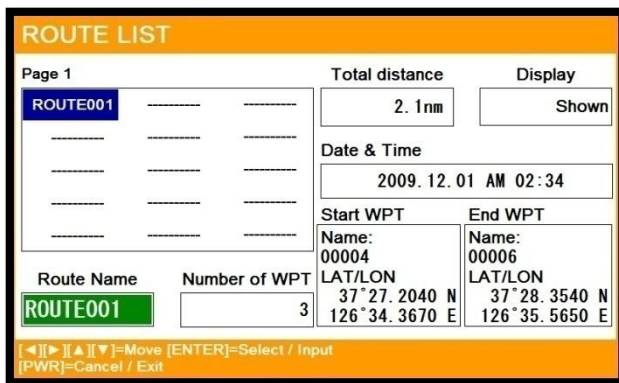 ROUTE LIST
Page 1
ROUTE001 ---------- ----------
---------- ---------- ----------
---------- ---------- ----------
---------- ---------- ----------
---------- ---------- ----------
Total distance
2.1nm
Display
Shown
Date & Time
2009.12.01 AM 02:34
Start WPT
Name:
00004
LAT/LON
37°27.2040 N
126°34.3670 E
End WPT
Name:
00006
LAT/LON
37°28.3540 N
126°35.5650 E
Route Name
ROUTE001
Number of WPT
3
[◄][►][▲][▼]=Move [ENTER]=Select / Input
[PWR]=Cancel / Exit